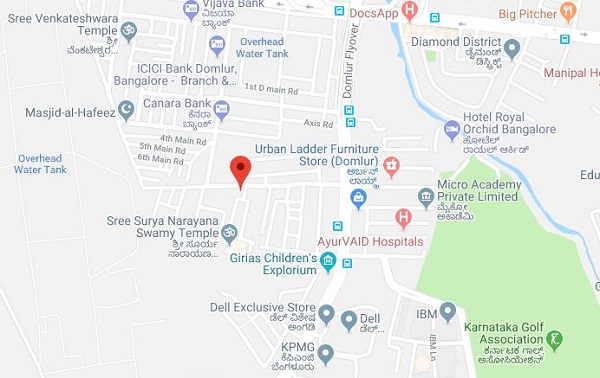 Sree Venkateshwara
Temple
ಶ್ರೀ
ವೆಂಕಟೇಶ್ವರ...
Vijaya Bank
ವಿಜಯಾ
ಬ್ಯಾಂಕ್
DocsApp
Big Pitcher
Overhead
Water Tank
Domlur Flyover
Diamond District
ಡೈಮಂಡ್
ಡಿಸ್ಟ್ರಿಕ್ಟ್
ICICI Bank Domlur,
Bangalore - Branch &...
Manipal Ho
1st D main Rd
Canara Bank
ಕೆನರಾ
ಬ್ಯಾಂಕ್
Masjid-al-Hafeez
Axis Rd
Hotel Royal
Orchid Bangalore
ಹೋಟೆಲ್
ರಾಯಲ್ ಆರ್ಕಿಡ್
4th Main Rd
5th Main Rd
6th Main Rd
Overhead
Water Tank
Urban Ladder Furniture
Store (Domlur)
ಅರ್ಬನ್
ಲಾಡ್ಜ್
Edu
Micro Academy
Private Limited
ಮೈಕ್ರೋ
ಅಕಾಡೆಮಿ
Sree Surya Narayana
Swamy Temple
ಶ್ರೀ ಸೂರ್ಯ
ನಾರಾಯಣ...
AyurVAID Hospitals
Girias Children's
Explorium
Dell Exclusive Store
ಡೆಲ್ ವಿಶೇಷ
ಅಂಗಡಿ
Dell
ಡೆಲ್...
IBM
IBM Ln
KPMG
ಕೆಪಿಎಂಜಿ
ಬೆಂಗಳೂರು
Karnataka Golf
Association
ಕರ್ನಾಟಕ ಗಾಲ್ಫ್
ಅಸೋಸಿಯೇಶನ್